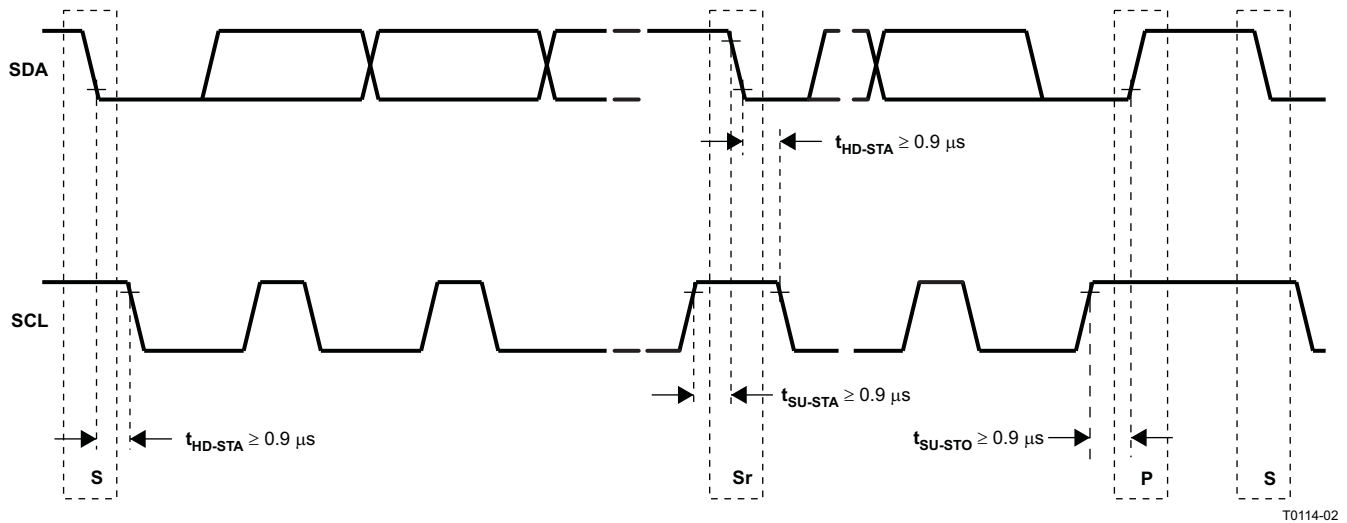 SDA
t_HD-STA ≥ 0.9 μs
SCL
t_SU-STA ≥ 0.9 μs
t_HD-STA ≥ 0.9 μs
t_SU-STO ≥ 0.9 μs
S
Sr
P
S
T0114-02